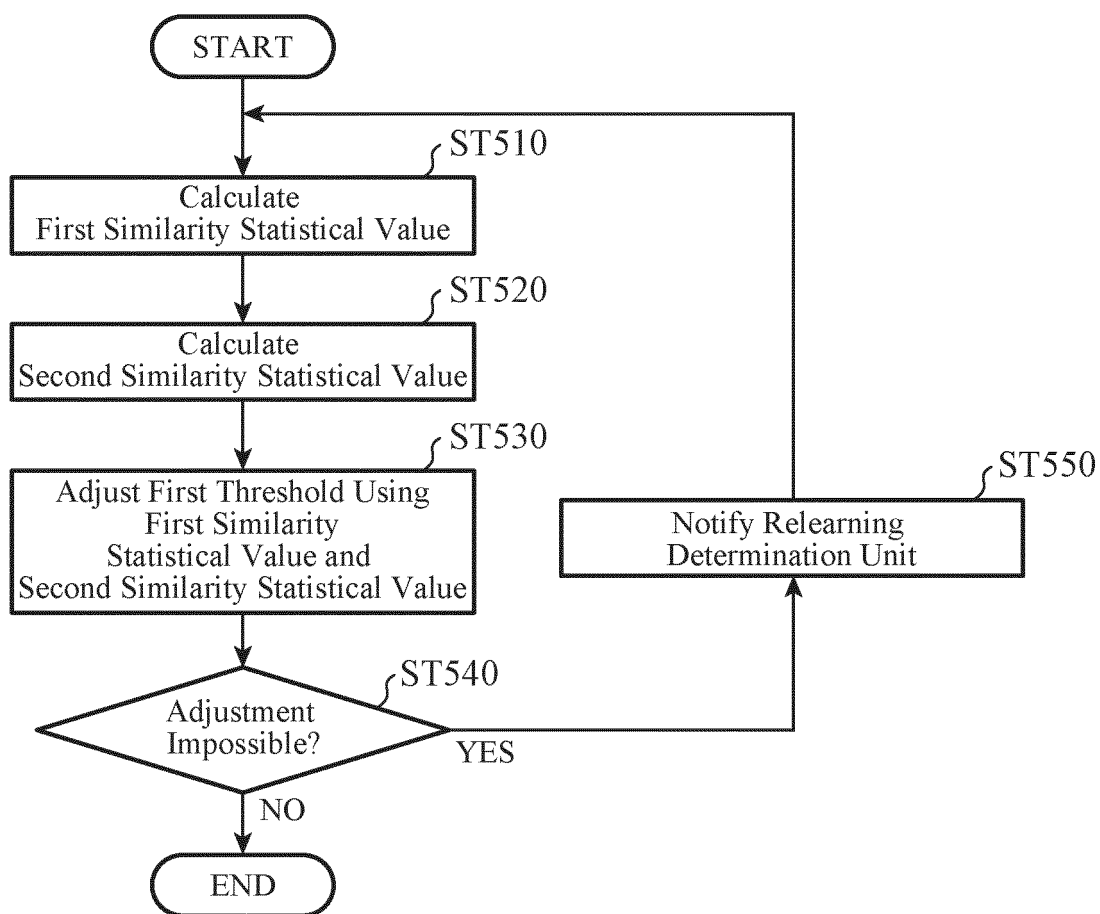 START
ST510
Calculate
First Similarity Statistical Value
ST520
Calculate
Second Similarity Statistical Value
ST530
Adjust First Threshold Using
First Similarity
Statistical Value and
Second Similarity Statistical Value
ST550
Notify Relearning
Determination Unit
ST540
Adjustment
Impossible?
YES
NO
END